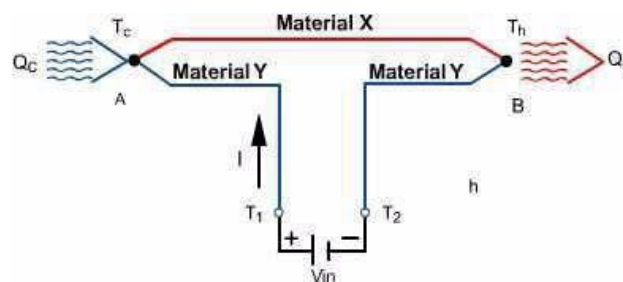 Tc Material X Th
Qc Q
Material Y Material Y
A B
I
h
T1 T2
+ −
Vin